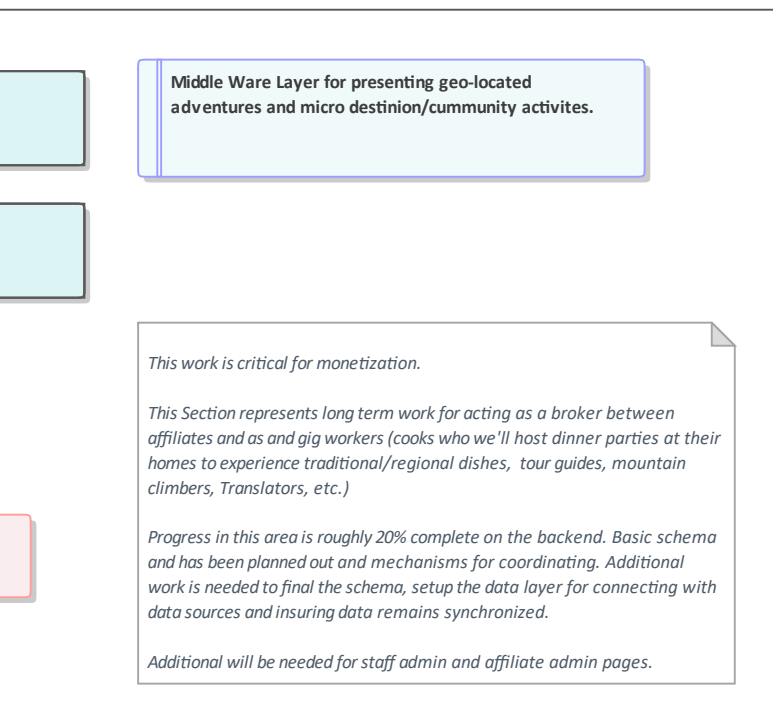 Middle Ware Layer for presenting geo-located
adventures and micro destinion/cummunity activites.
This work is critical for monetization.
This Section represents long term work for acting as a broker between
affiliates and as and gig workers (cooks who we'll host dinner parties at their
homes to experience traditional/regional dishes,  tour guides, mountain
climbers, Translators, etc.)
Progress in this area is roughly 20% complete on the backend. Basic schema
and has been planned out and mechanisms for coordinating. Additional
work is needed to final the schema, setup the data layer for connecting with
data sources and insuring data remains synchronized.
Additional will be needed for staff admin and affiliate admin pages.